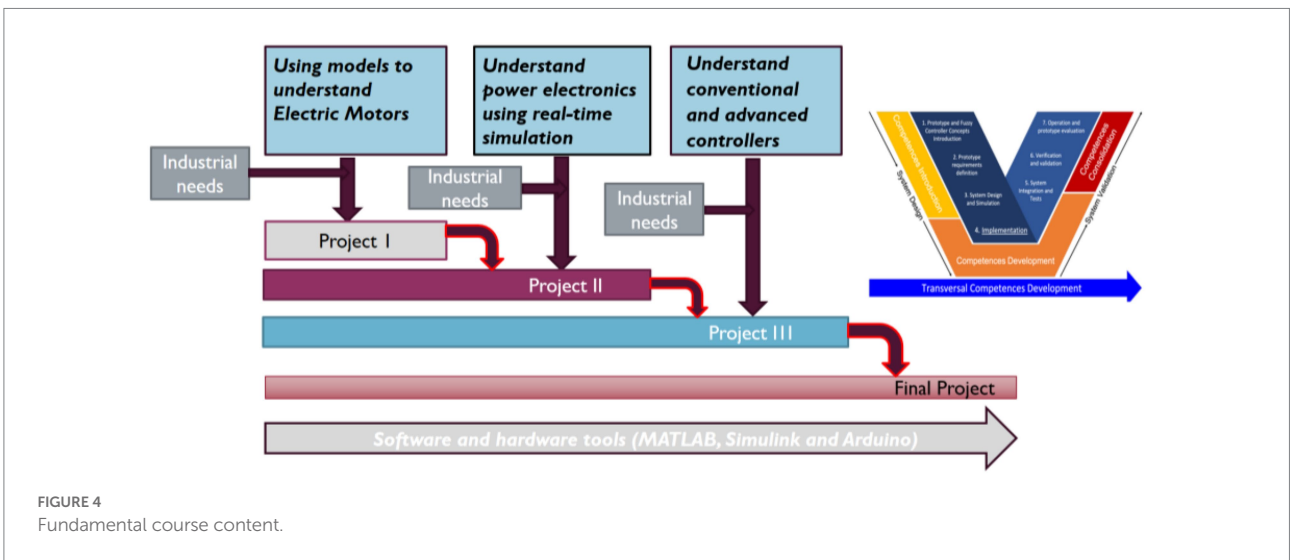 Using models to
understand
Electric Motors
Understand
power electronics
using real-time
simulation
Understand
conventional
and advanced
controllers
Industrial
needs
Industrial
needs
Industrial
needs
Project I
Project II
Project III
Final Project
Software and hardware tools (MATLAB, Simulink and Arduino)
Competences Introduction
System Design
1. Prototype and Fuzzy
Controller Concepts
Introduction
2. Prototype
requirements
definition
3. System Design
and Simulation
4. Implementation
5. System
Integration and
Tests
6. Verification
and validation
7. Operation and
prototype evaluation
Competences
Consolidation
System Validation
Competences Development
Transversal Competences Development
FIGURE 4
Fundamental course content.